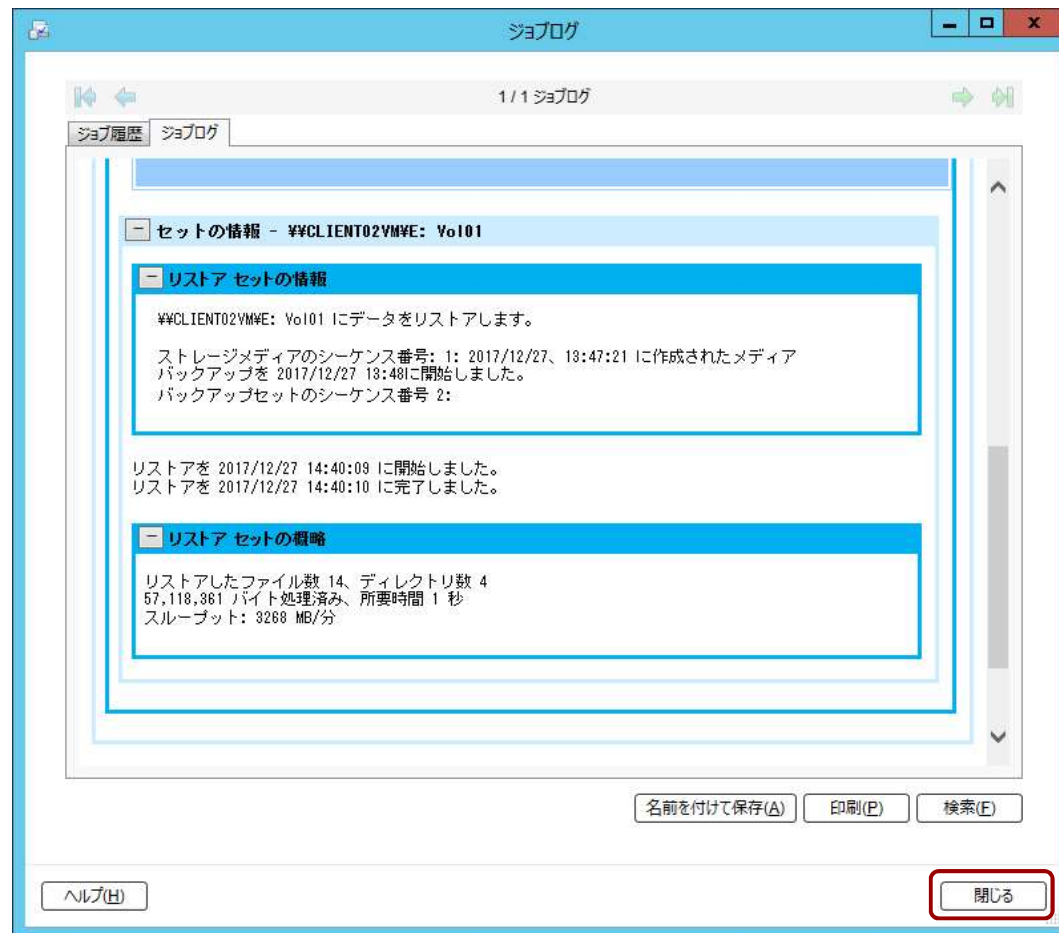 ジョブログ
1 / 1 ジョブログ
ジョブ履歴 ジョブログ
セットの情報 - ¥¥CLIENT02VM¥E: Vol01
リストア セットの情報
¥¥CLIENT02VM¥E: Vol01 にデータをリストアします。
ストレージメディアのシーケンス番号: 1: 2017/12/27、13:47:21 に作成されたメディア
バックアップを 2017/12/27 13:48に開始しました。
バックアップセットのシーケンス番号 2:
リストアを 2017/12/27 14:40:09 に開始しました。
リストアを 2017/12/27 14:40:10 に完了しました。
リストア セットの概略
リストアしたファイル数 14、ディレクトリ数 4
57,118,361 バイト処理済み、所要時間 1 秒
スループット: 3268 MB/分
名前を付けて保存(A) 印刷(P) 検索(F)
ヘルプ(H) 閉じる